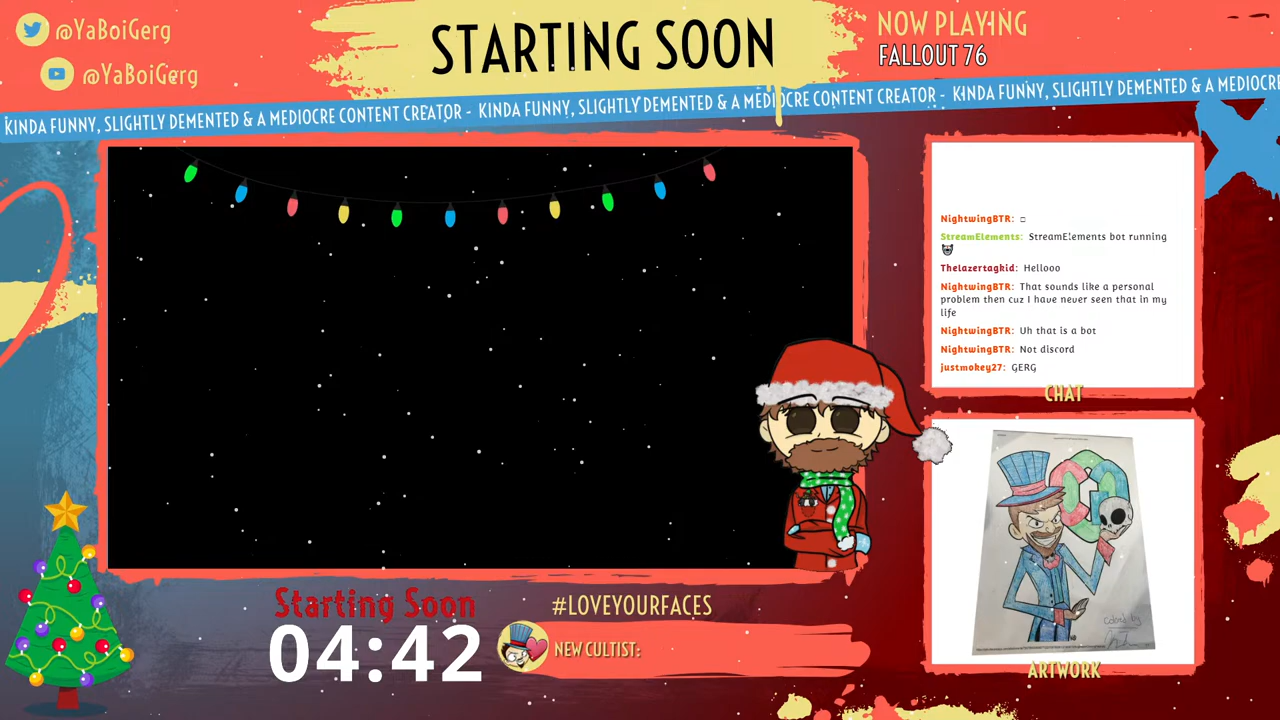 @YaBoiGerg
@YaBoiGerg
STARTING SOON
NOW PLAYING
FALLOUT 76
KINDA FUNNY, SLIGHTLY DEMENTED & A MEDIOCRE CONTENT CREATOR - KINDA FUNNY, SLIGHTLY DEMENTED & A MEDIOCRE CONTENT CREATOR - KINDA FUNNY, SLIGHTLY DEMENTED & A MEDIOCRE
NightwingBTR:
StreamElements: StreamElements bot running
Thelazertagkid: Hellooo
NightwingBTR: That sounds like a personal
problem then cuz I have never seen that in my
life
NightwingBTR: Uh that is a bot
NightwingBTR: Not discord
justmokey27: GERG
CHAT
colored by
ARTWORK
Starting Soon
04:42
#LOVEYOURFACES
NEW CULTIST: